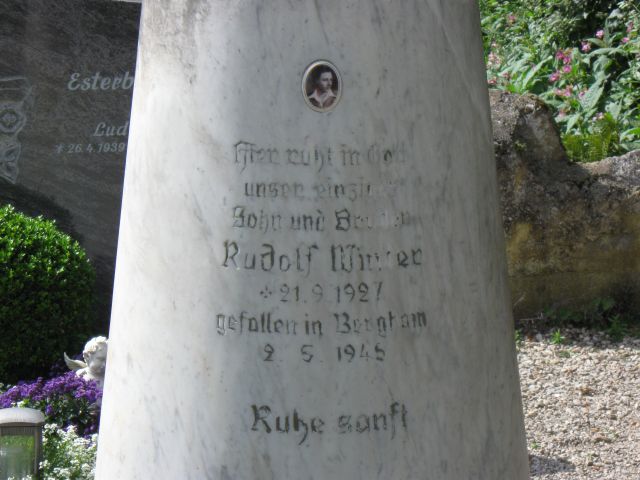 Esterb
Lud
* 26.4.1939
Hier ruht in Gott
unser einziger
Sohn und Bruder
Rudolf Winter
* 21.9.1927
gefallen in Bergham
2. 5. 1945
Ruhe sanft